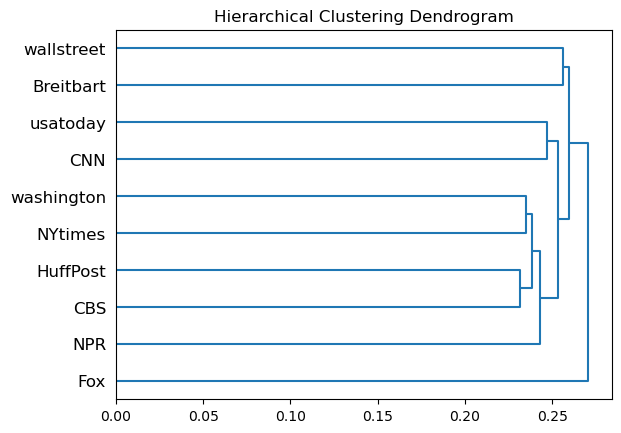 Hierarchical Clustering Dendrogram
wallstreet
Breitbart
usatoday
CNN
washington
NYtimes
HuffPost
CBS
NPR
Fox
0.00 0.05 0.10 0.15 0.20 0.25